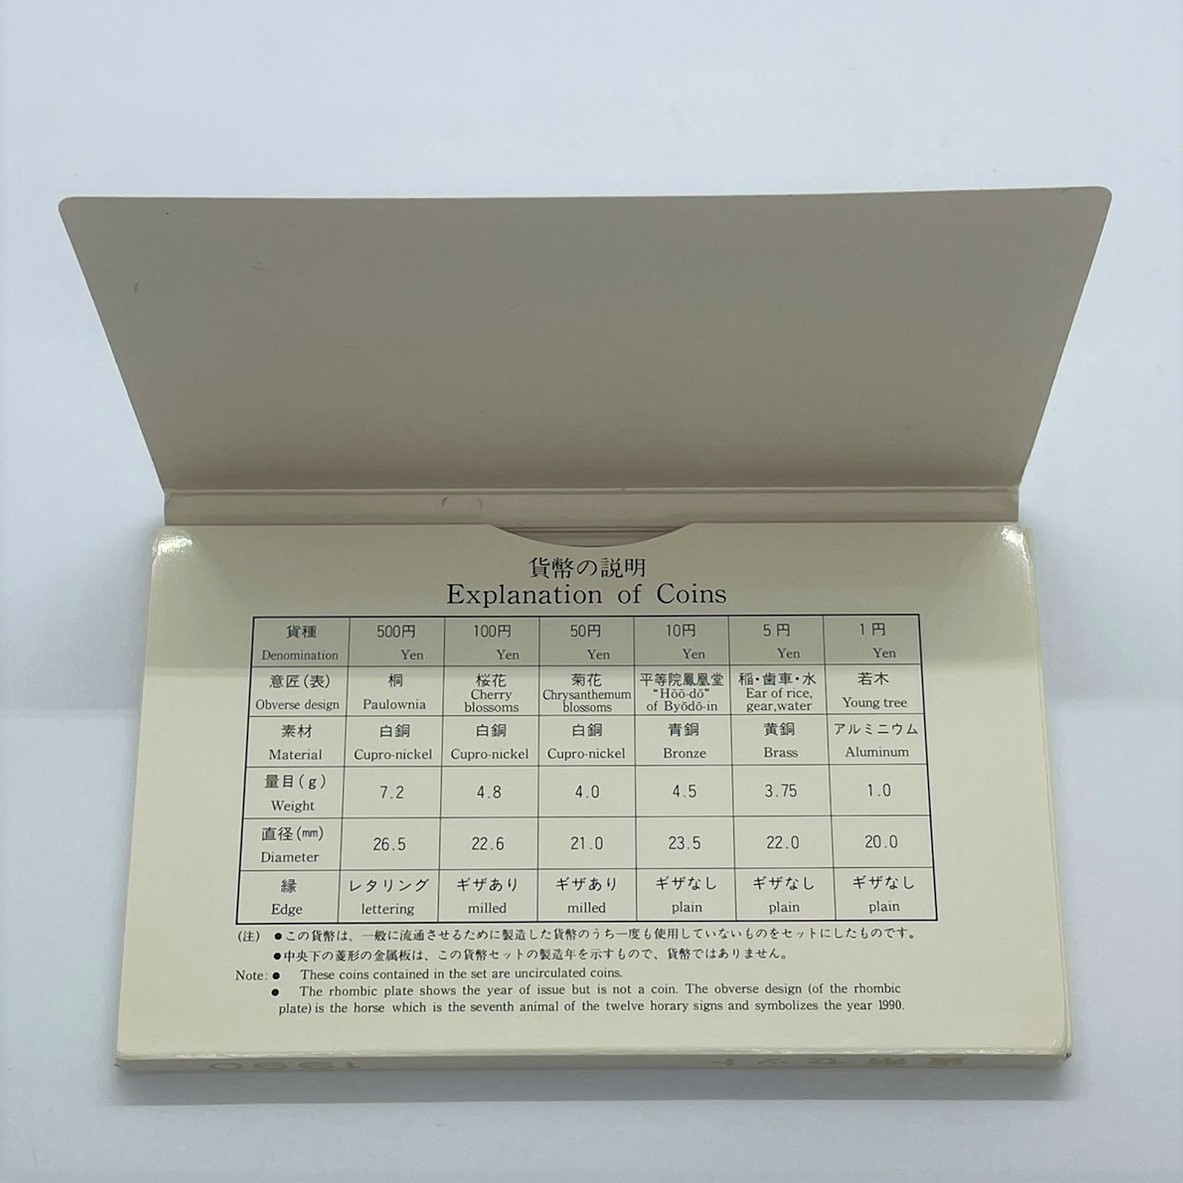 貨幣の説明
Explanation of Coins
貨種 500円 100円 50円 10円 5円 1円
Denomination Yen Yen Yen Yen Yen Yen
意匠(表) 桐 桜花 菊花 平等院鳳凰堂 稲・歯車・水 若木
Obverse design Paulownia Cherry blossoms Chrysanthemum blossoms "Hōō-dō" of Byōdō-in Ear of rice, gear,water Young tree
素材 白銅 白銅 白銅 青銅 黄銅 アルミニウム
Material Cupro-nickel Cupro-nickel Cupro-nickel Bronze Brass Aluminum
量目(g) 7.2 4.8 4.0 4.5 3.75 1.0
Weight
直径(㎜) 26.5 22.6 21.0 23.5 22.0 20.0
Diameter
縁 レタリング ギザあり ギザあり ギザなし ギザなし ギザなし
Edge lettering milled milled plain plain plain
(注) ●この貨幣は、一般に流通させるために製造した貨幣のうち一度も使用していないものをセットにしたものです。
●中央下の菱形の金属板は、この貨幣セットの製造年を示すもので、貨幣ではありません。
Note: ● These coins contained in the set are uncirculated coins.
● The rhombic plate shows the year of issue but is not a coin. The obverse design (of the rhombic
plate) is the horse which is the seventh animal of the twelve horary signs and symbolizes the year 1990.
貨幣セット 1990